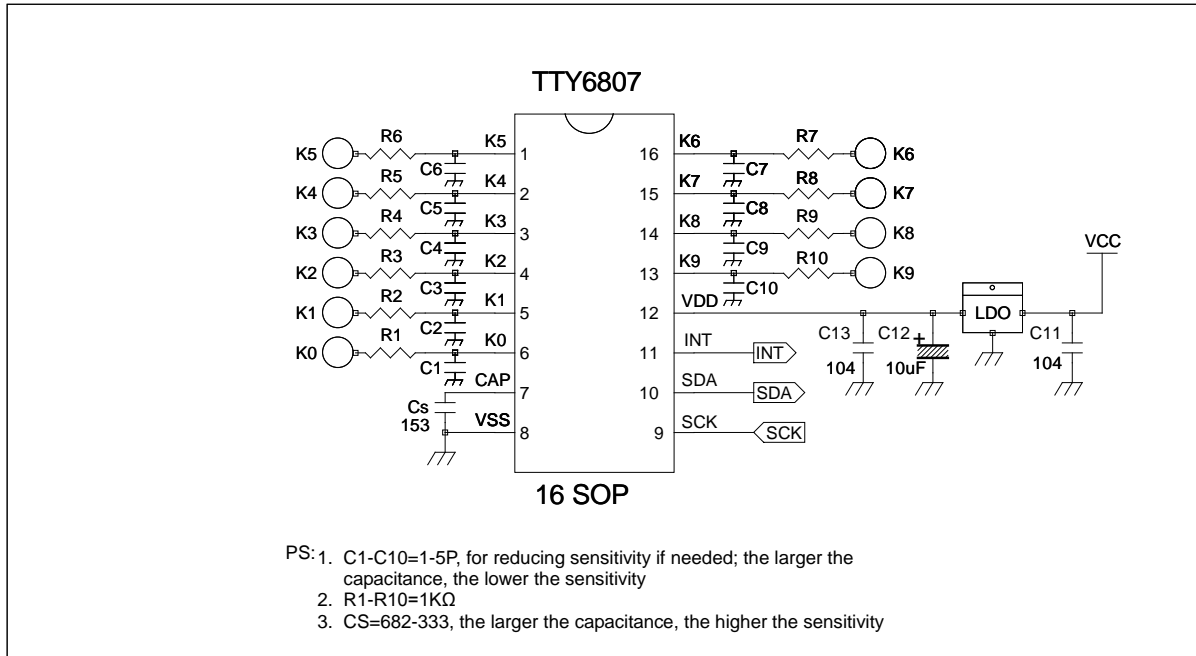 TTY6807
K5 R6 K5 1 16 K6 R7 K6
C6 C7
K4 R5 K4 2 15 K7 R8 K7
C5 C8
K3 R4 K3 3 14 K8 R9 K8
C4 C9
K2 R3 K2 4 13 K9 R10 K9
C3 C10
VCC
K1 R2 K1 5 12 VDD LDO
C2
C13 C12 + C11
104 10uF 104
K0 R1 K0 6 11 INT INT
C1
CAP 7 10 SDA SDA
Cs
153
VSS 8 9 SCK SCK
16 SOP
PS: 1. C1-C10=1-5P, for reducing sensitivity if needed; the larger the
capacitance, the lower the sensitivity
2. R1-R10=1KΩ
3. CS=682-333, the larger the capacitance, the higher the sensitivity